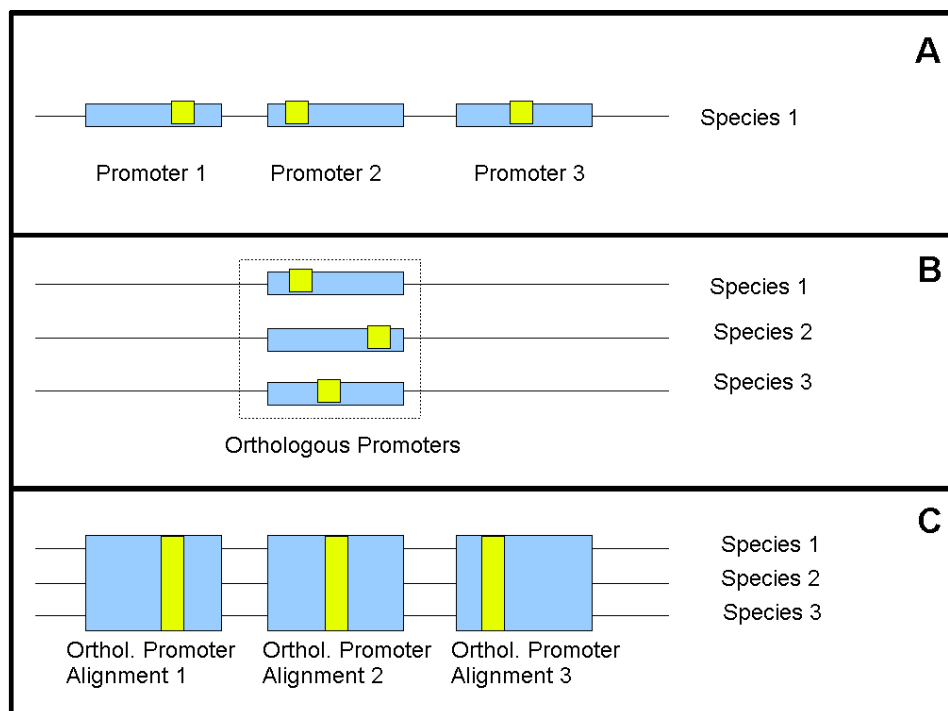 A
Species 1
Promoter 1
Promoter 2
Promoter 3
B
Species 1
Species 2
Species 3
Orthologous Promoters
C
Species 1
Species 2
Species 3
Orthol. Promoter
Alignment 1
Orthol. Promoter
Alignment 2
Orthol. Promoter
Alignment 3